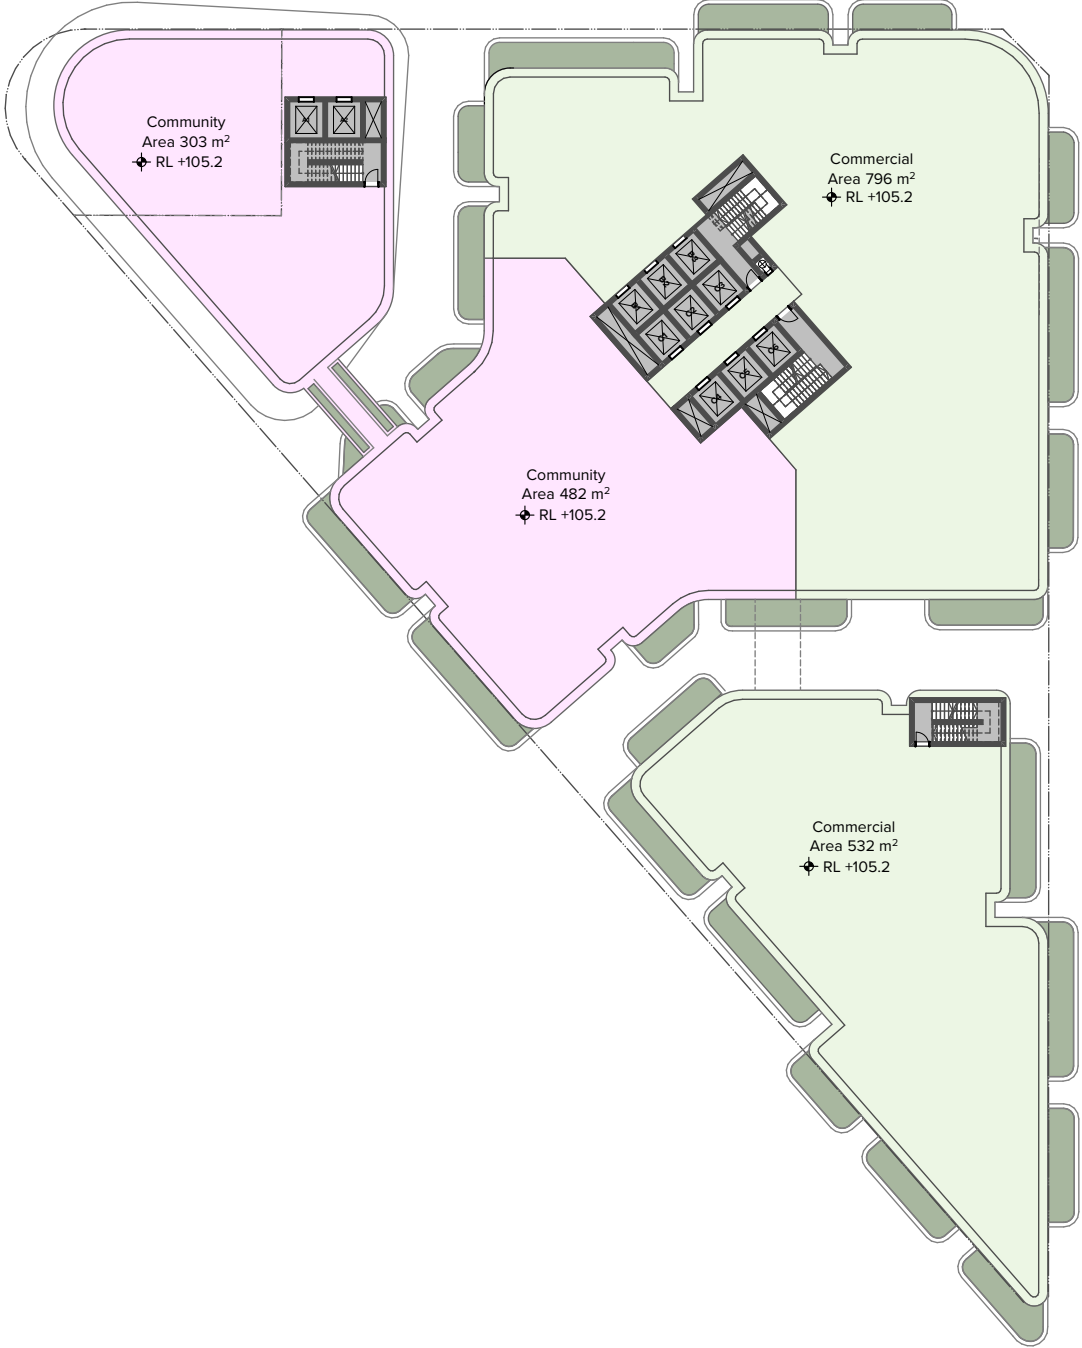 Community
Area 303 m²
RL +105.2
Commercial
Area 796 m²
RL +105.2
Community
Area 482 m²
RL +105.2
Commercial
Area 532 m²
RL +105.2